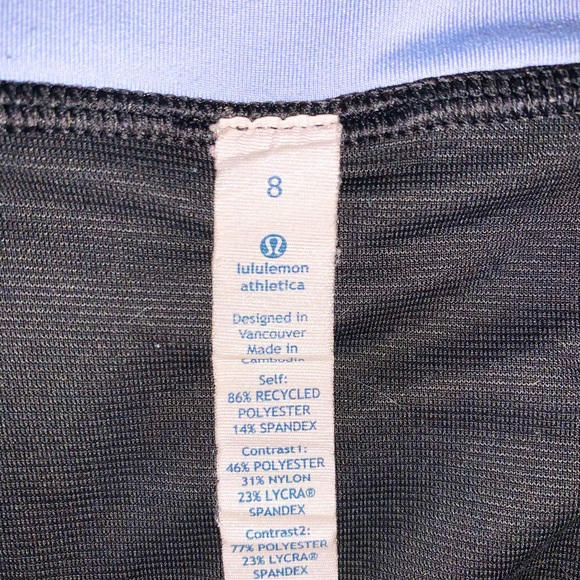 8
lululemon
athletica
Designed in
Vancouver
Made in
Cambodia
Self:
86% RECYCLED
POLYESTER
14% SPANDEX
Contrast1:
46% POLYESTER
31% NYLON
23% LYCRA®
SPANDEX
Contrast2:
77% POLYESTER
23% LYCRA®
SPANDEX